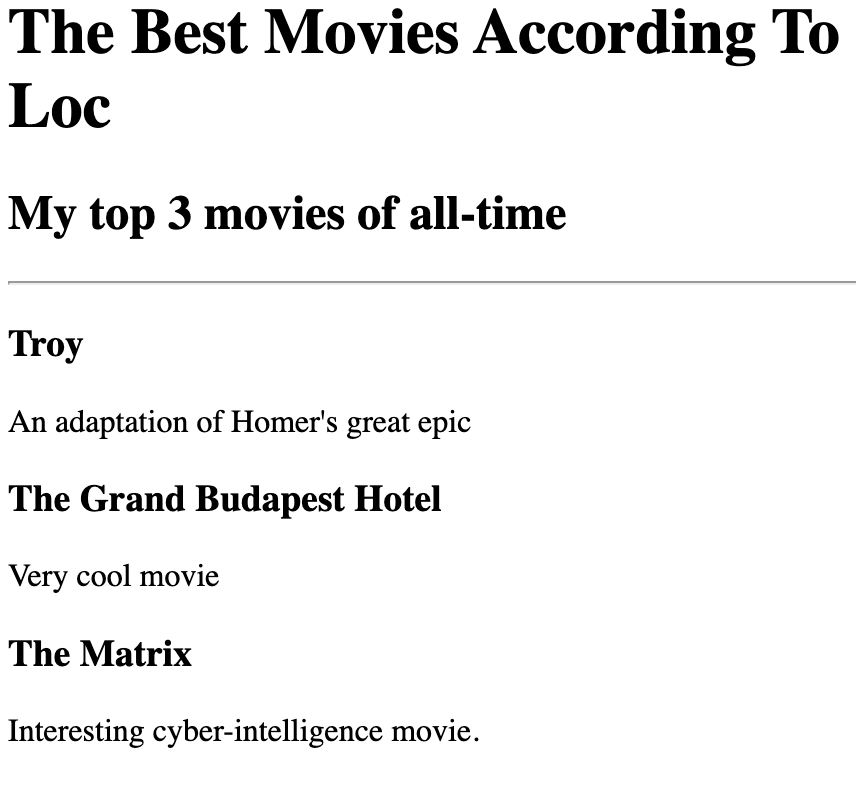 The Best Movies According To
Loc
My top 3 movies of all-time
Troy
An adaptation of Homer's great epic
The Grand Budapest Hotel
Very cool movie
The Matrix
Interesting cyber-intelligence movie.